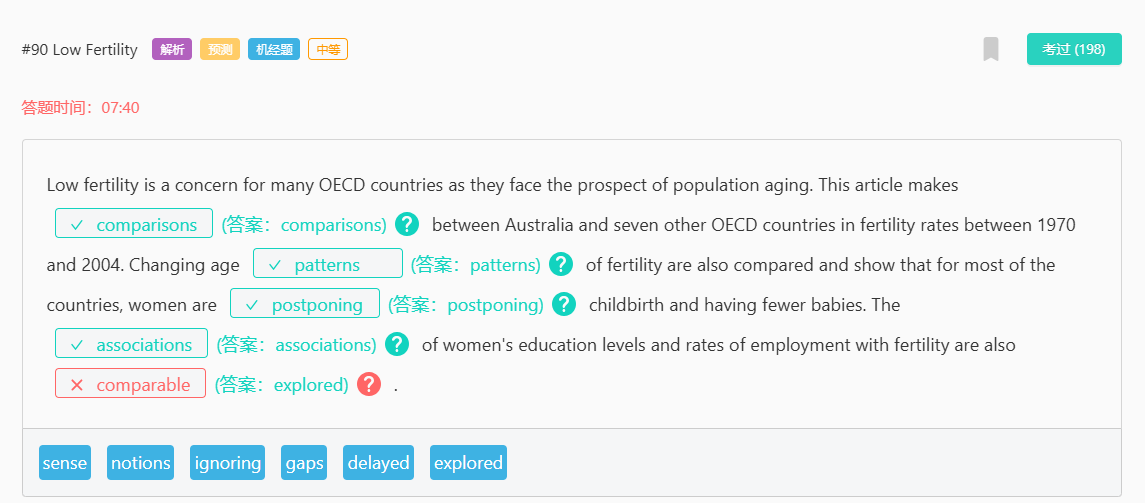 #90 Low Fertility 解析 预测 机经题 中等 考过 (198)
答题时间：07:40
Low fertility is a concern for many OECD countries as they face the prospect of population aging. This article makes
✓ comparisons (答案：comparisons) ? between Australia and seven other OECD countries in fertility rates between 1970
and 2004. Changing age ✓ patterns (答案：patterns) ? of fertility are also compared and show that for most of the
countries, women are ✓ postponing (答案：postponing) ? childbirth and having fewer babies. The
✓ associations (答案：associations) ? of women's education levels and rates of employment with fertility are also
✕ comparable (答案：explored) ? .
sense notions ignoring gaps delayed explored